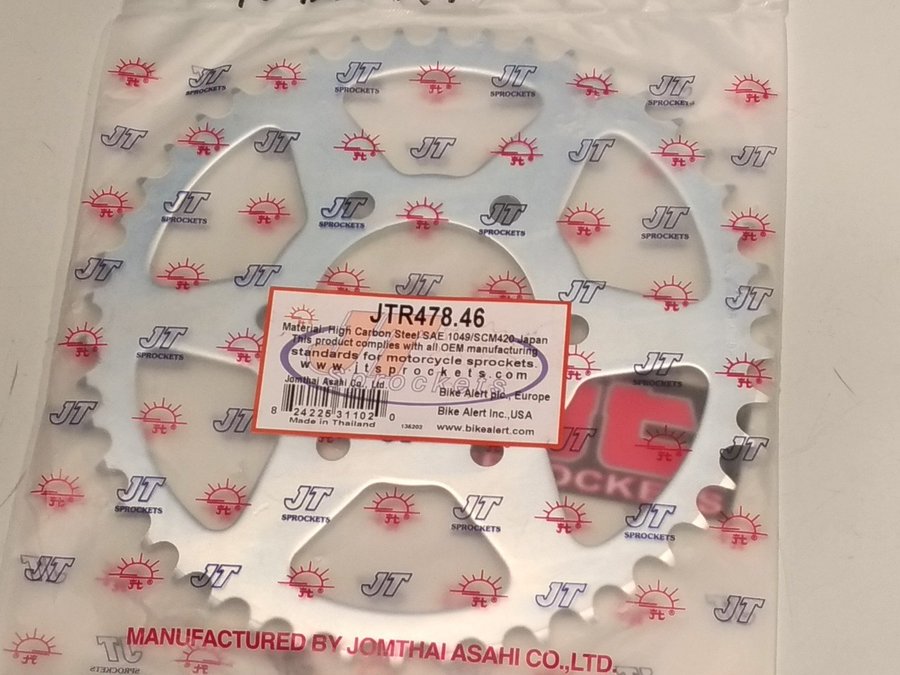 JT SPROCKETS
JTR478.46
Material: High Carbon Steel SAE 1049/SCM420 Japan
This product complies with all OEM manufacturing
standards for motorcycle sprockets.
www.jtsprockets.com
Jomthai Asahi Co., Ltd.
Bike Alert plc., Europe
8 24225 31102 0
Bike Alert Inc.,USA
Made in Thailand
136203
www.bikealert.com
MANUFACTURED BY JOMTHAI ASAHI CO.,LTD.